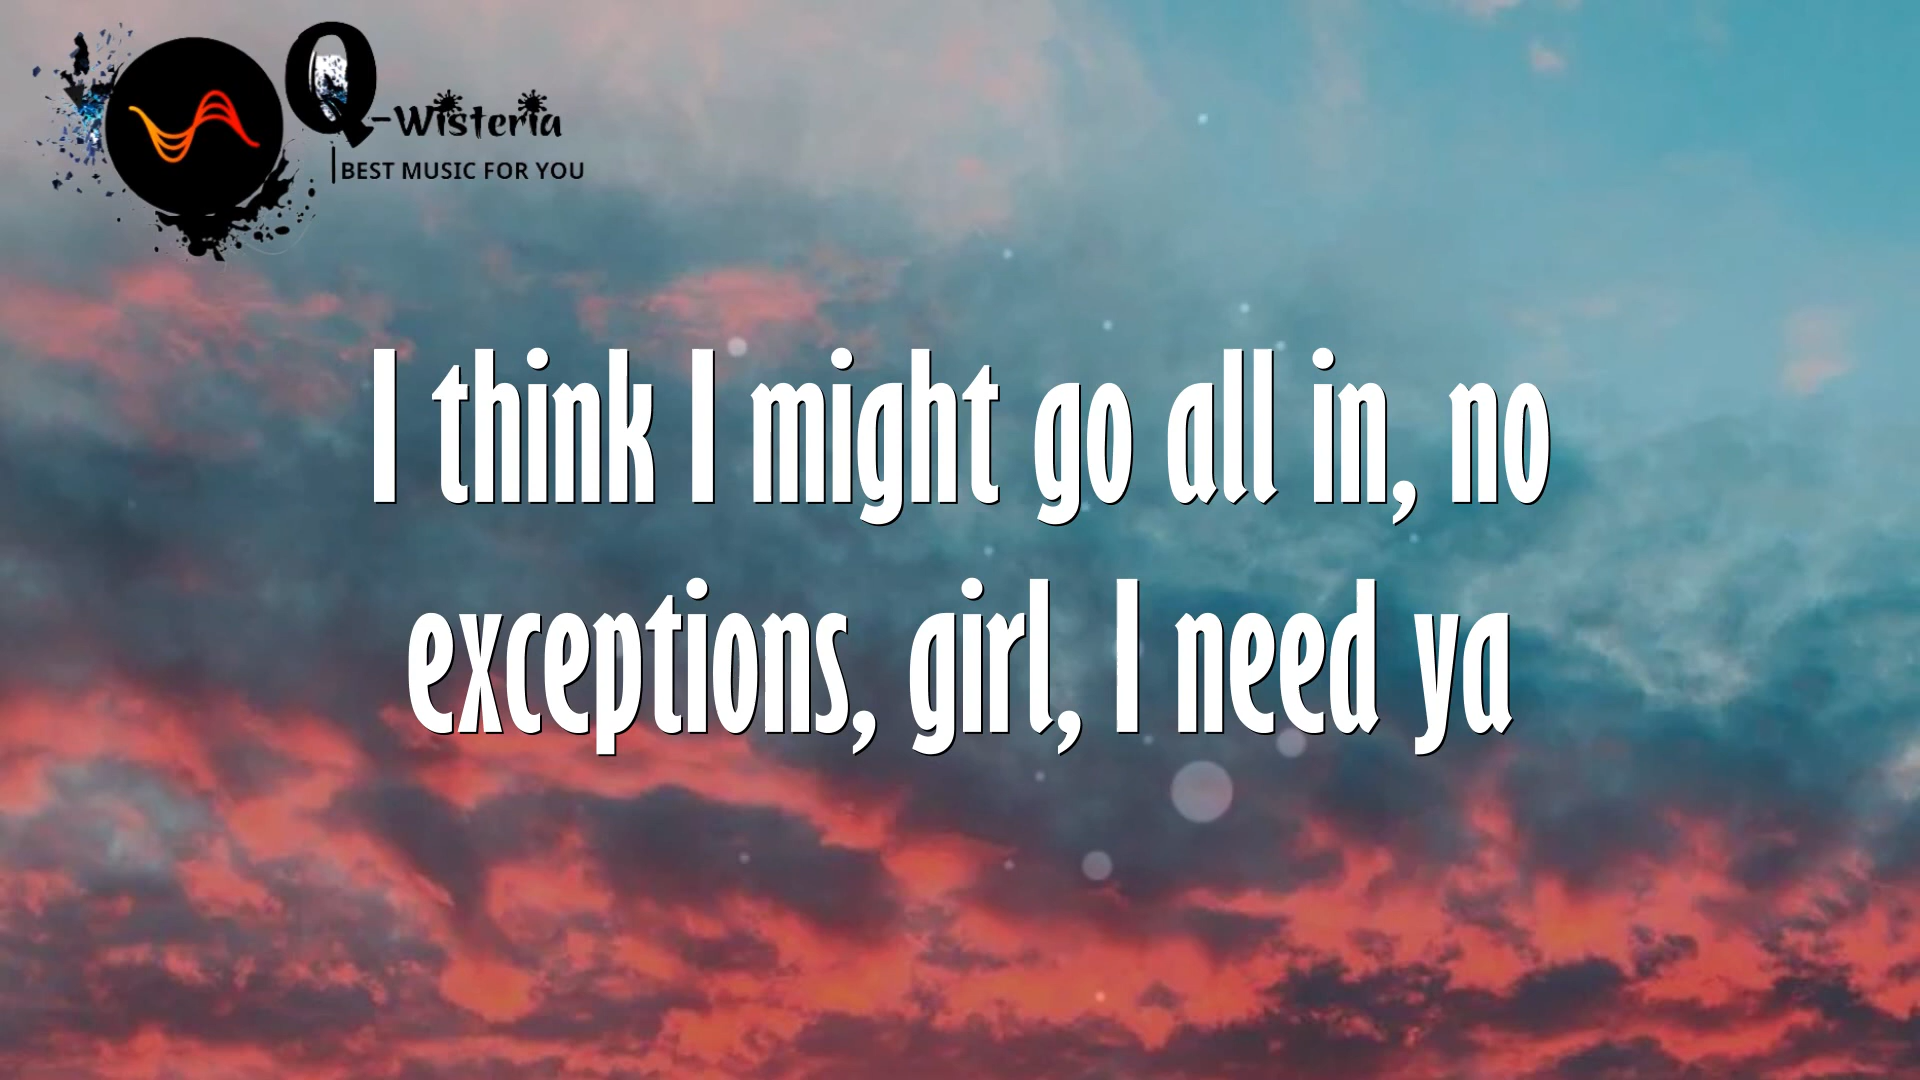 Q-Wisteria
BEST MUSIC FOR YOU
I think I might go all in, no
exceptions, girl, I need ya